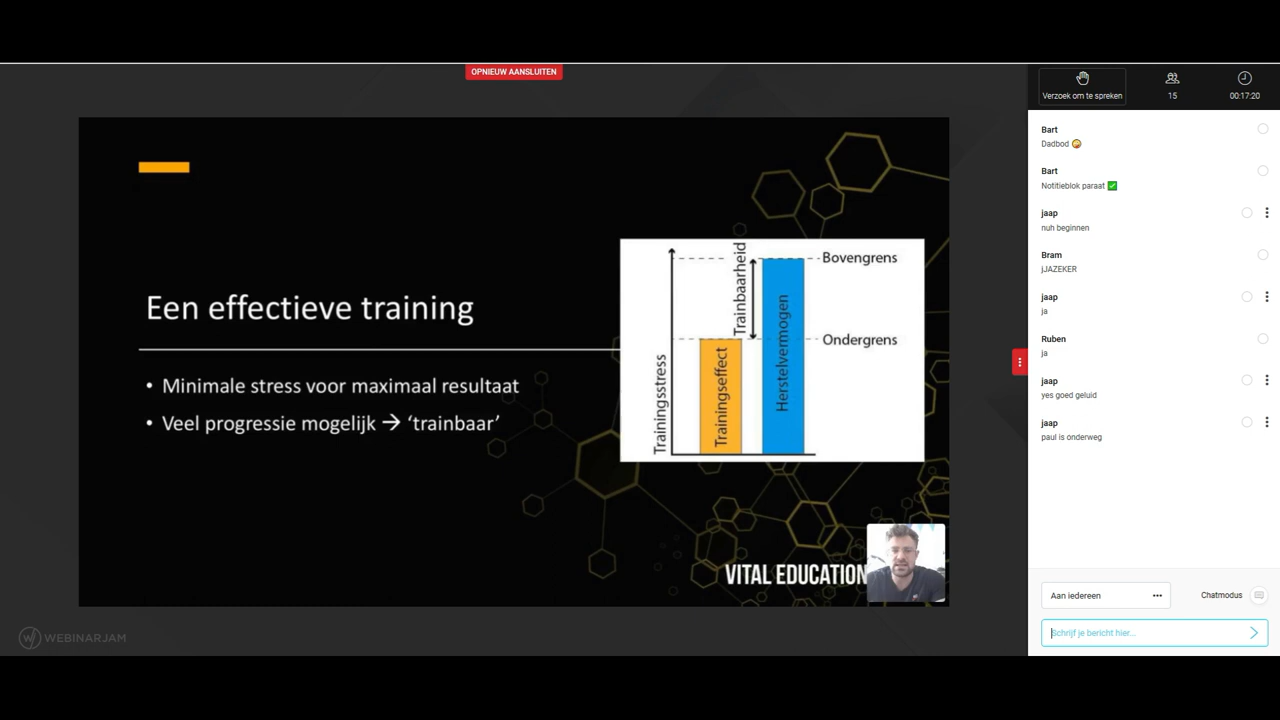 OPNIEUW AANSLUITEN
Verzoek om te spreken
15
00:17:20
Een effectieve training
• Minimale stress voor maximaal resultaat
• Veel progressie mogelijk → ‘trainbaar’
Trainingsstress
Trainingseffect
Trainbaarheid
Herstelvermogen
Bovengrens
Ondergrens
VITAL EDUCATION
WEBINARJAM
Bart
Dadbod 🤪
Bart
Notitieblok paraat ✅
jaap
nuh beginnen
Bram
jJAZEKER
jaap
ja
Ruben
ja
jaap
yes goed geluid
jaap
paul is onderweg
Aan iedereen
Chatmodus
Schrijf je bericht hier...